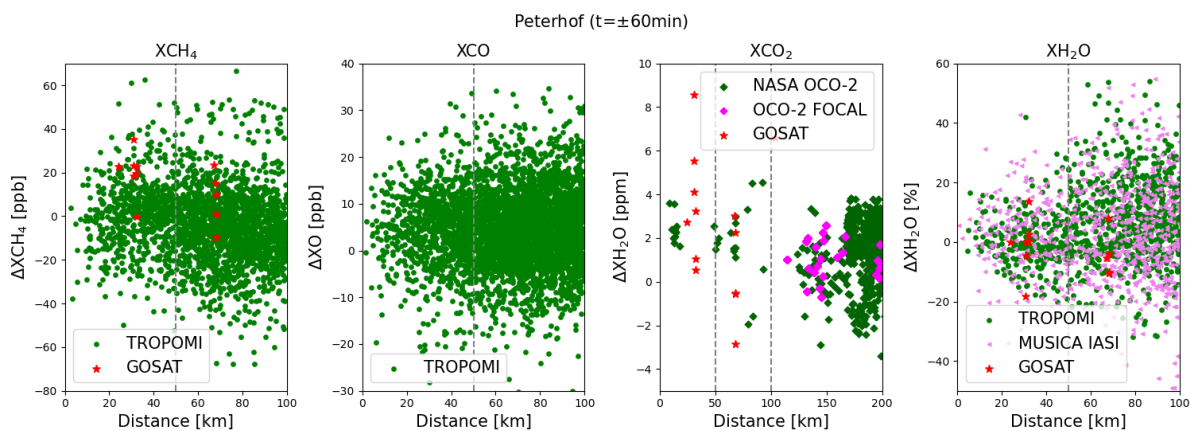 Peterhof (t=±60min)
XCH₄
ΔXCH₄ [ppb]
60
40
20
0
−20
−40
−60
−80
TROPOMI
GOSAT
0 20 40 60 80 100
Distance [km]
XCO
ΔXO [ppb]
40
30
20
10
0
−10
−20
−30
TROPOMI
0 20 40 60 80 100
Distance [km]
XCO₂
ΔXH₂O [ppm]
10
8
6
4
2
0
−2
−4
NASA OCO-2
OCO-2 FOCAL
GOSAT
0 50 100 150 200
Distance [km]
XH₂O
ΔXH₂O [%]
60
40
20
0
−20
−40
TROPOMI
MUSICA IASI
GOSAT
0 20 40 60 80 100
Distance [km]